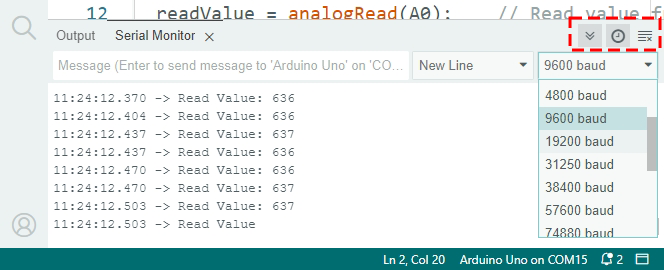 12 readValue = analogRead(A0); // Read value f
Output Serial Monitor
Message (Enter to send message to 'Arduino Uno' on 'CO... New Line 9600 baud
4800 baud
9600 baud
19200 baud
31250 baud
38400 baud
57600 baud
74880 baud
11:24:12.370 -> Read Value: 636
11:24:12.404 -> Read Value: 636
11:24:12.437 -> Read Value: 637
11:24:12.437 -> Read Value: 636
11:24:12.470 -> Read Value: 636
11:24:12.470 -> Read Value: 637
11:24:12.503 -> Read Value: 637
11:24:12.503 -> Read Value
Ln 2, Col 20 Arduino Uno on COM15 2